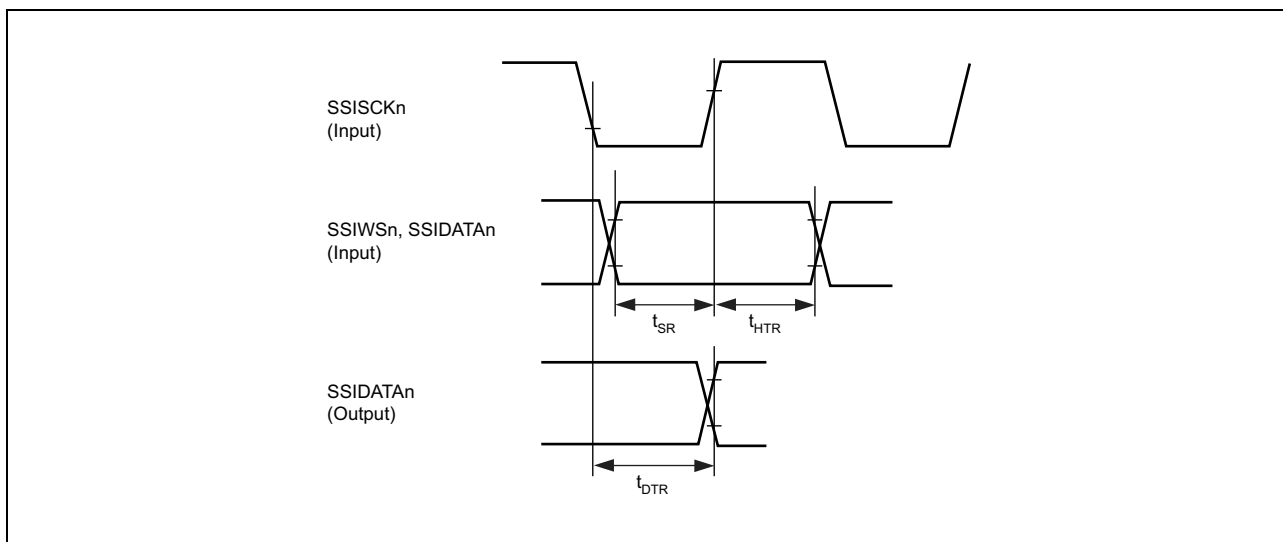 SSISCKn
(Input)
SSIWSn, SSIDATAn
(Input)
tSR
tHTR
SSIDATAn
(Output)
tDTR